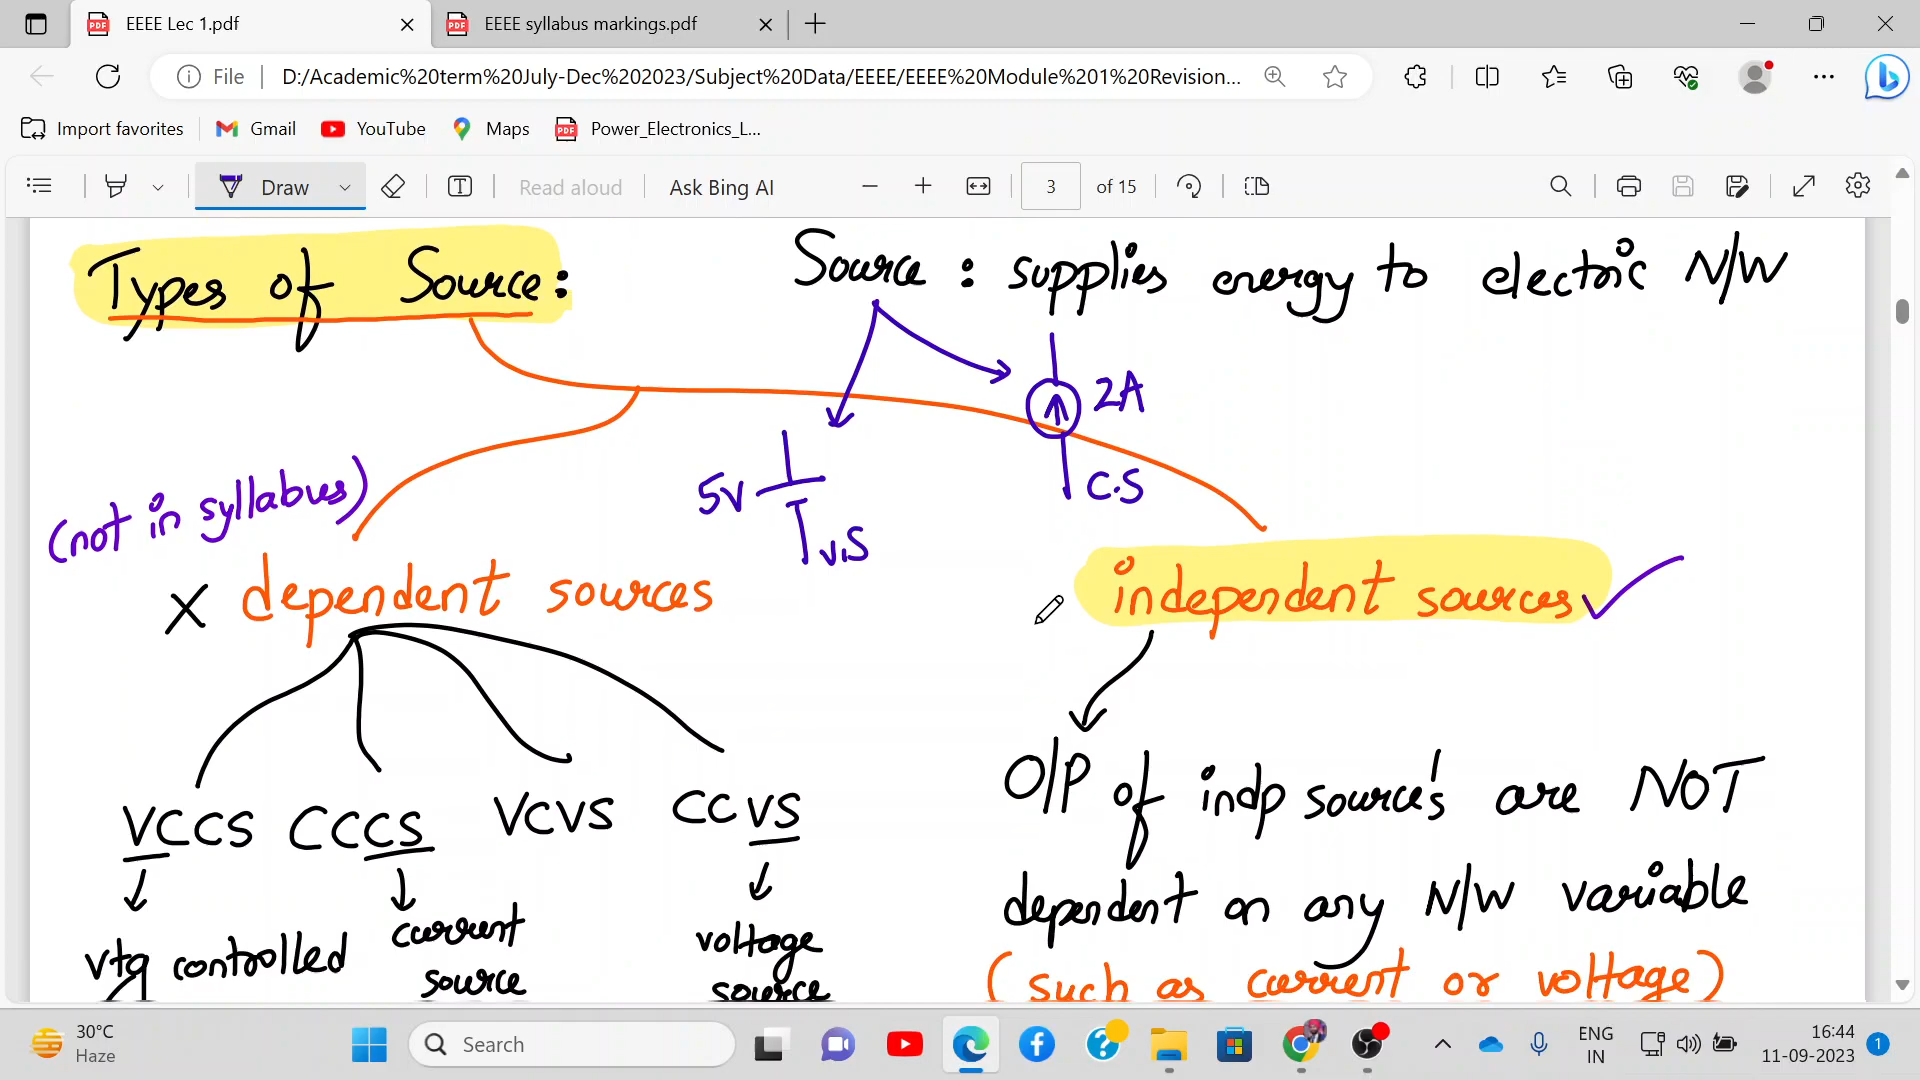 EEEE Lec 1.pdf
EEEE syllabus markings.pdf
File
D:/Academic%20term%20July-Dec%202023/Subject%20Data/EEEE/EEEE%20Module%201%20Revision...
Import favorites
Gmail
YouTube
Maps
Power_Electronics_L...
Draw
Read aloud
Ask Bing AI
3 of 15
Types of Source:
Source : supplies energy to electric N/W
2A
C.S
5V
V.S
(not in syllabus)
X dependent sources
independent sources
VCCS CCCS VCVS CCVS
vtg controlled
current
source
voltage
source
O/P of indp sources are NOT
dependent on any N/W variable
(such as current or voltage)
30°C
Haze
Search
ENG
IN
16:44
11-09-2023
1